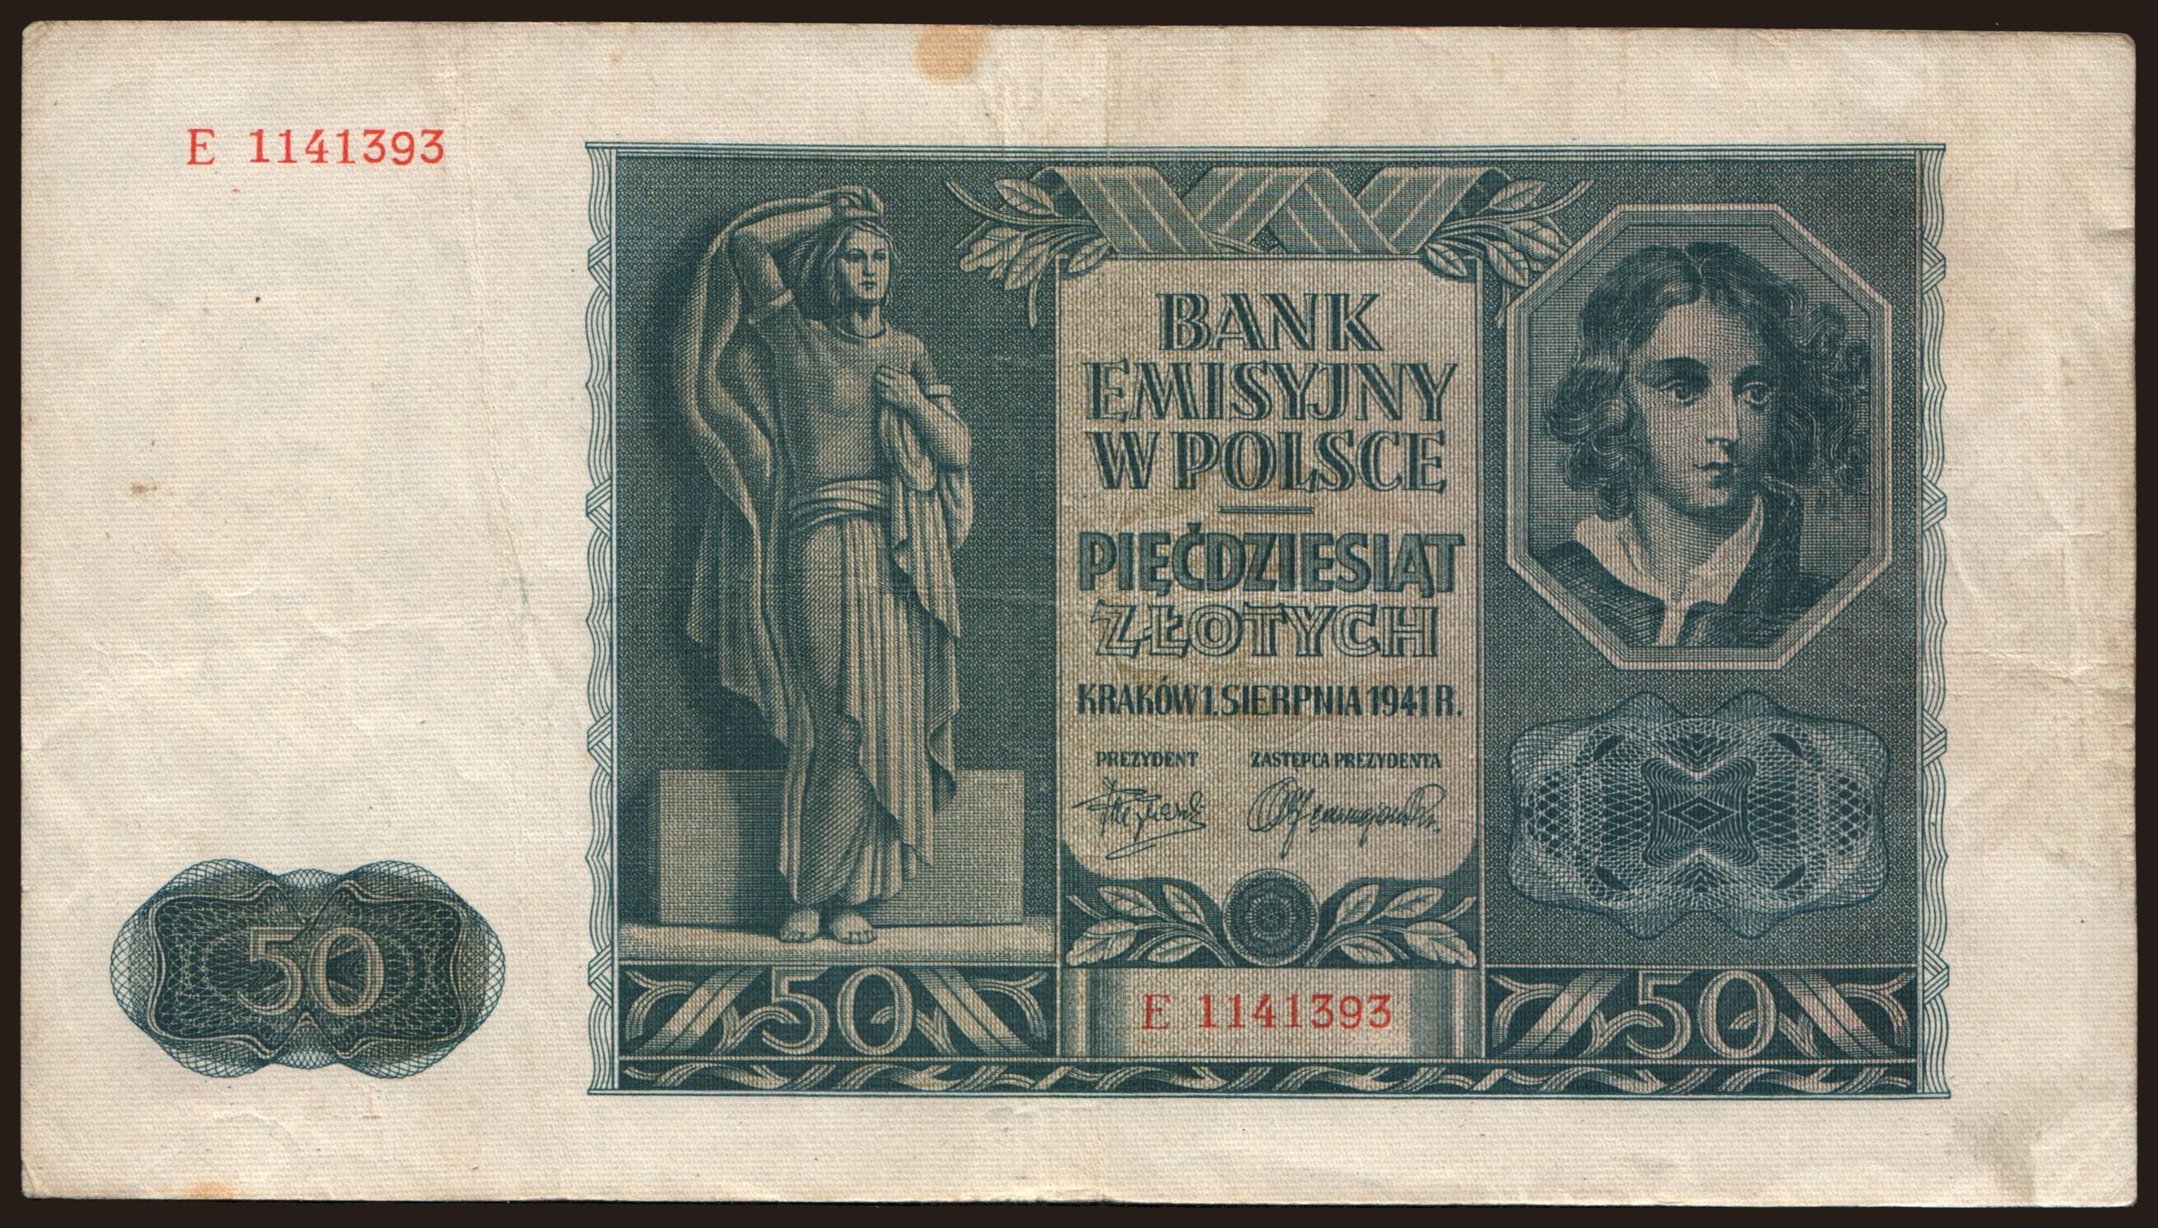 E 1141393
BANK
EMISYJNY
W POLSCE
PIĘĆDZIESIĄT
ZŁOTYCH
KRAKÓW 1. SIERPNIA 1941 R.
PREZYDENT ZASTĘPCA PREZYDENTA
50
50
E 1141393
50